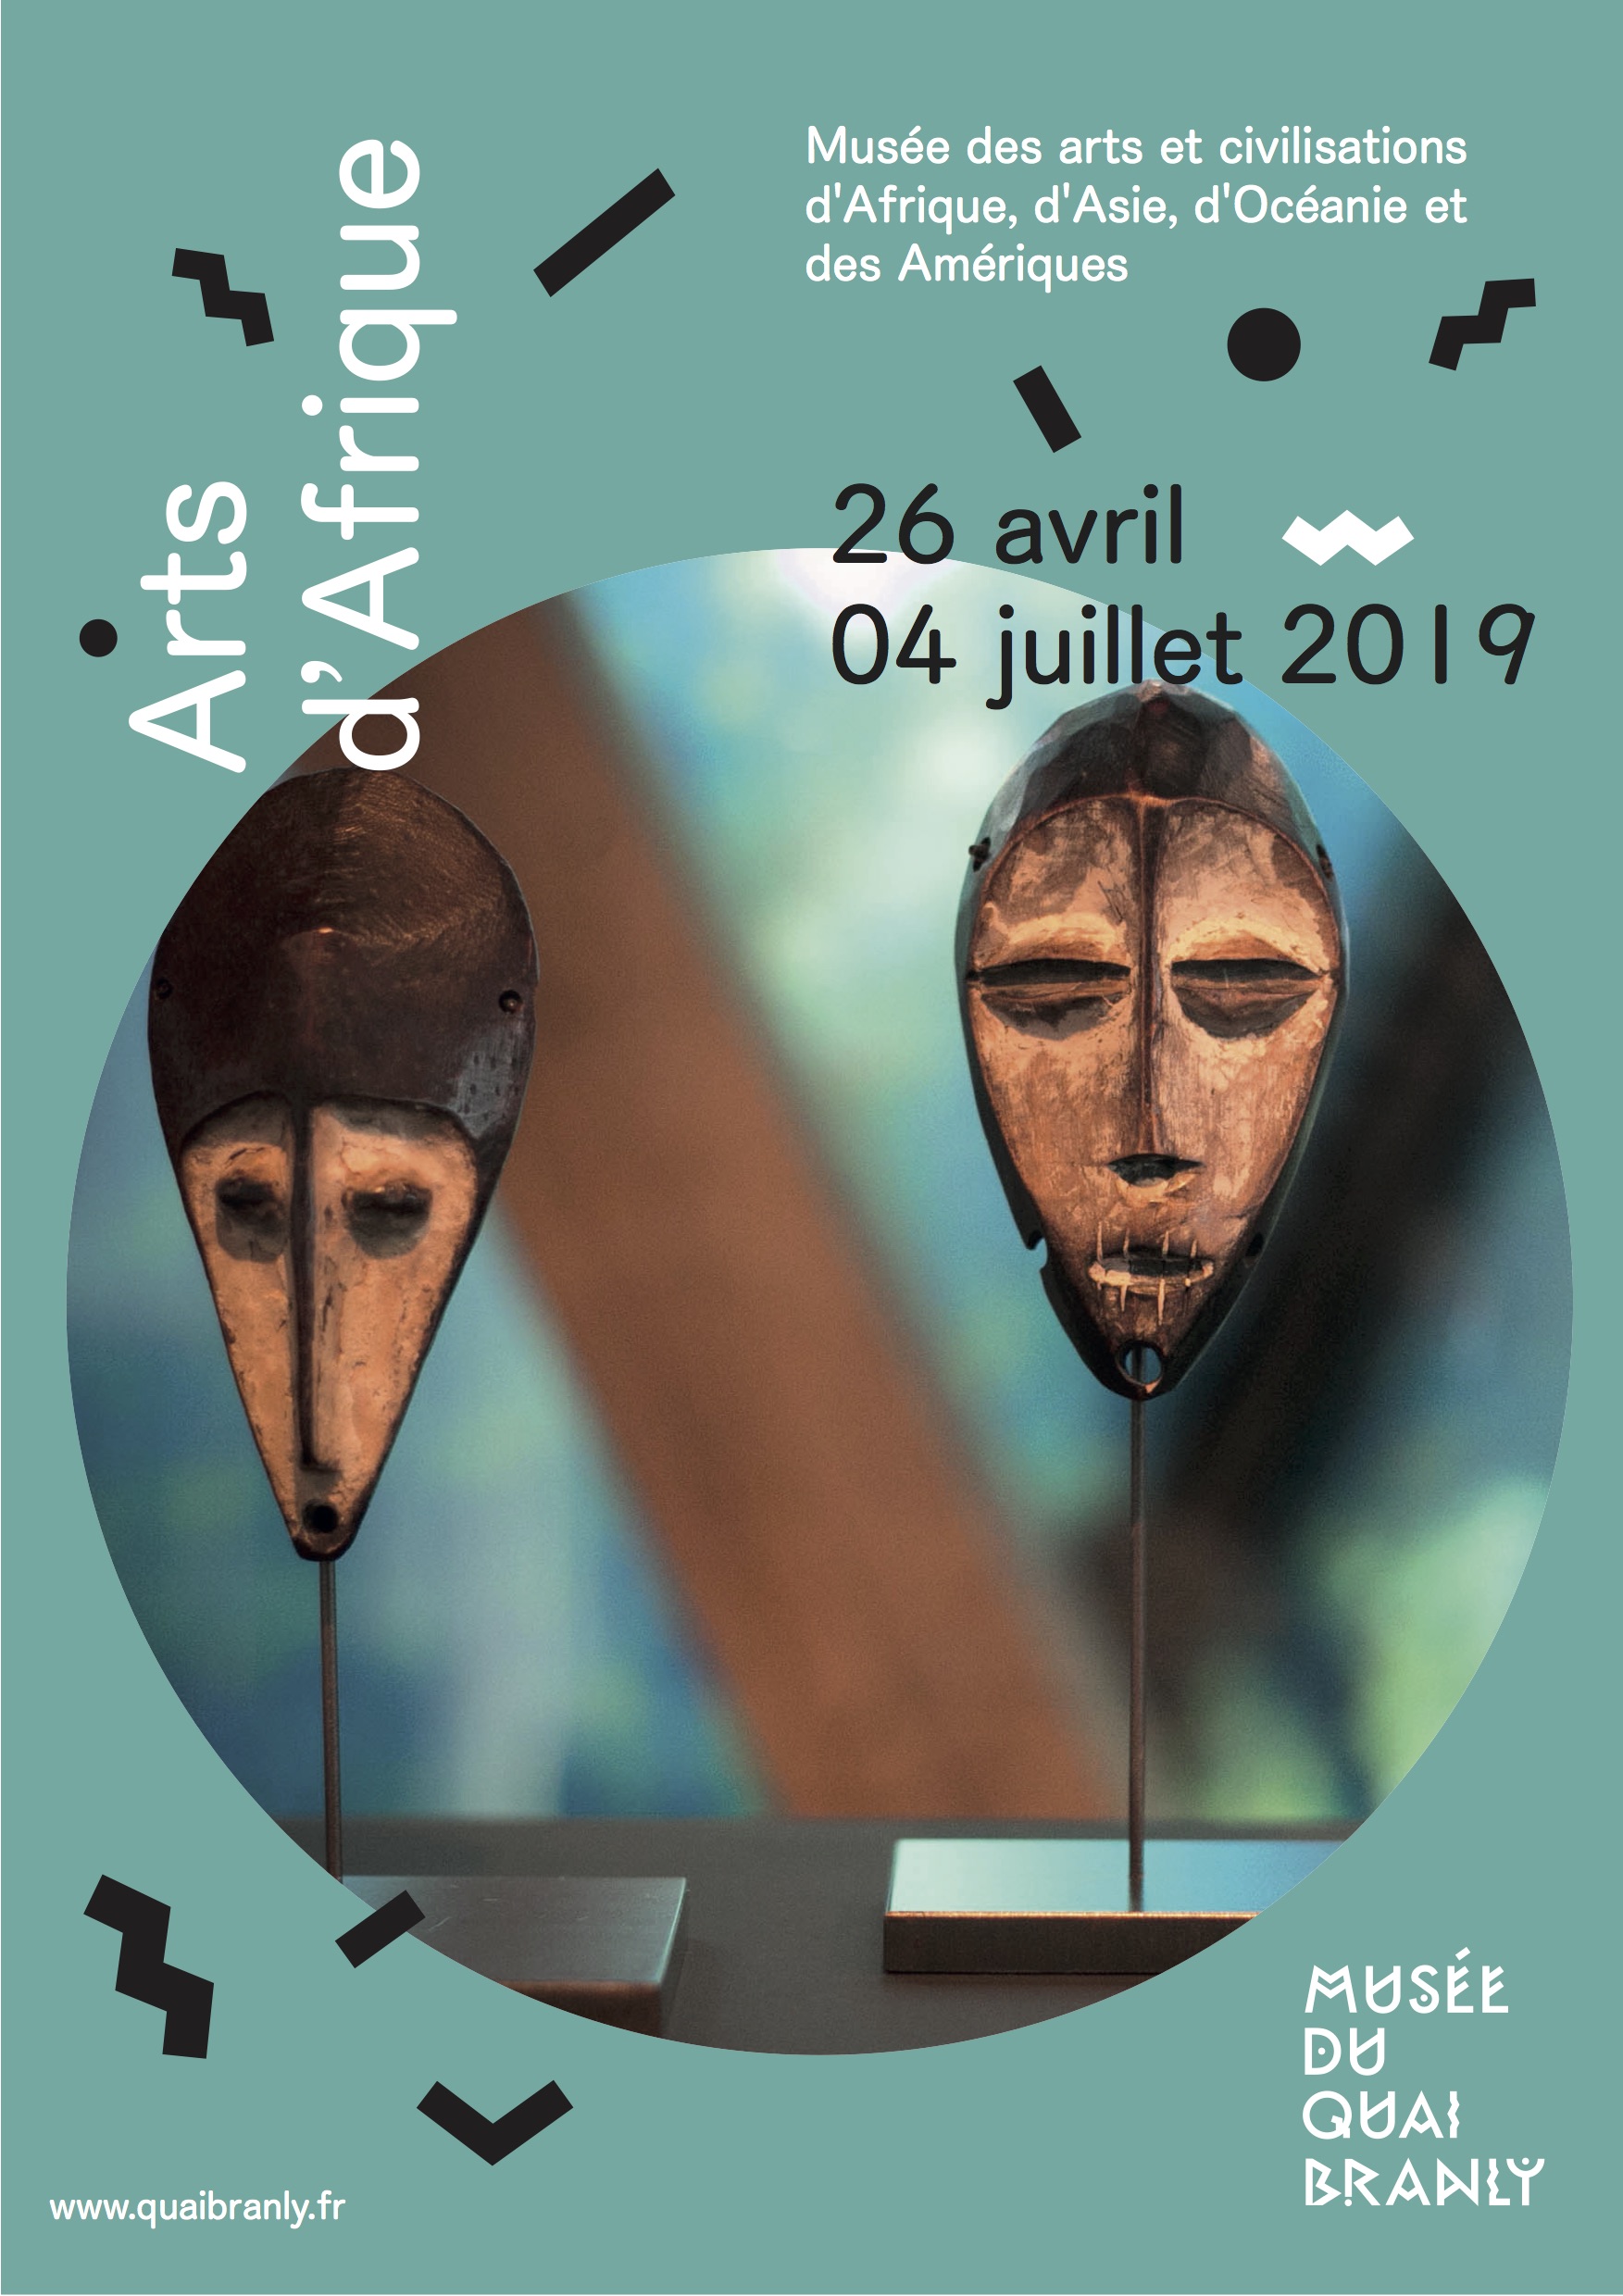 Arts
d’Afrique
Musée des arts et civilisations
d'Afrique, d'Asie, d'Océanie et
des Amériques
26 avril
04 juillet 2019
MUSÉE
DU
QUAI
BRANLY
www.quaibranly.fr